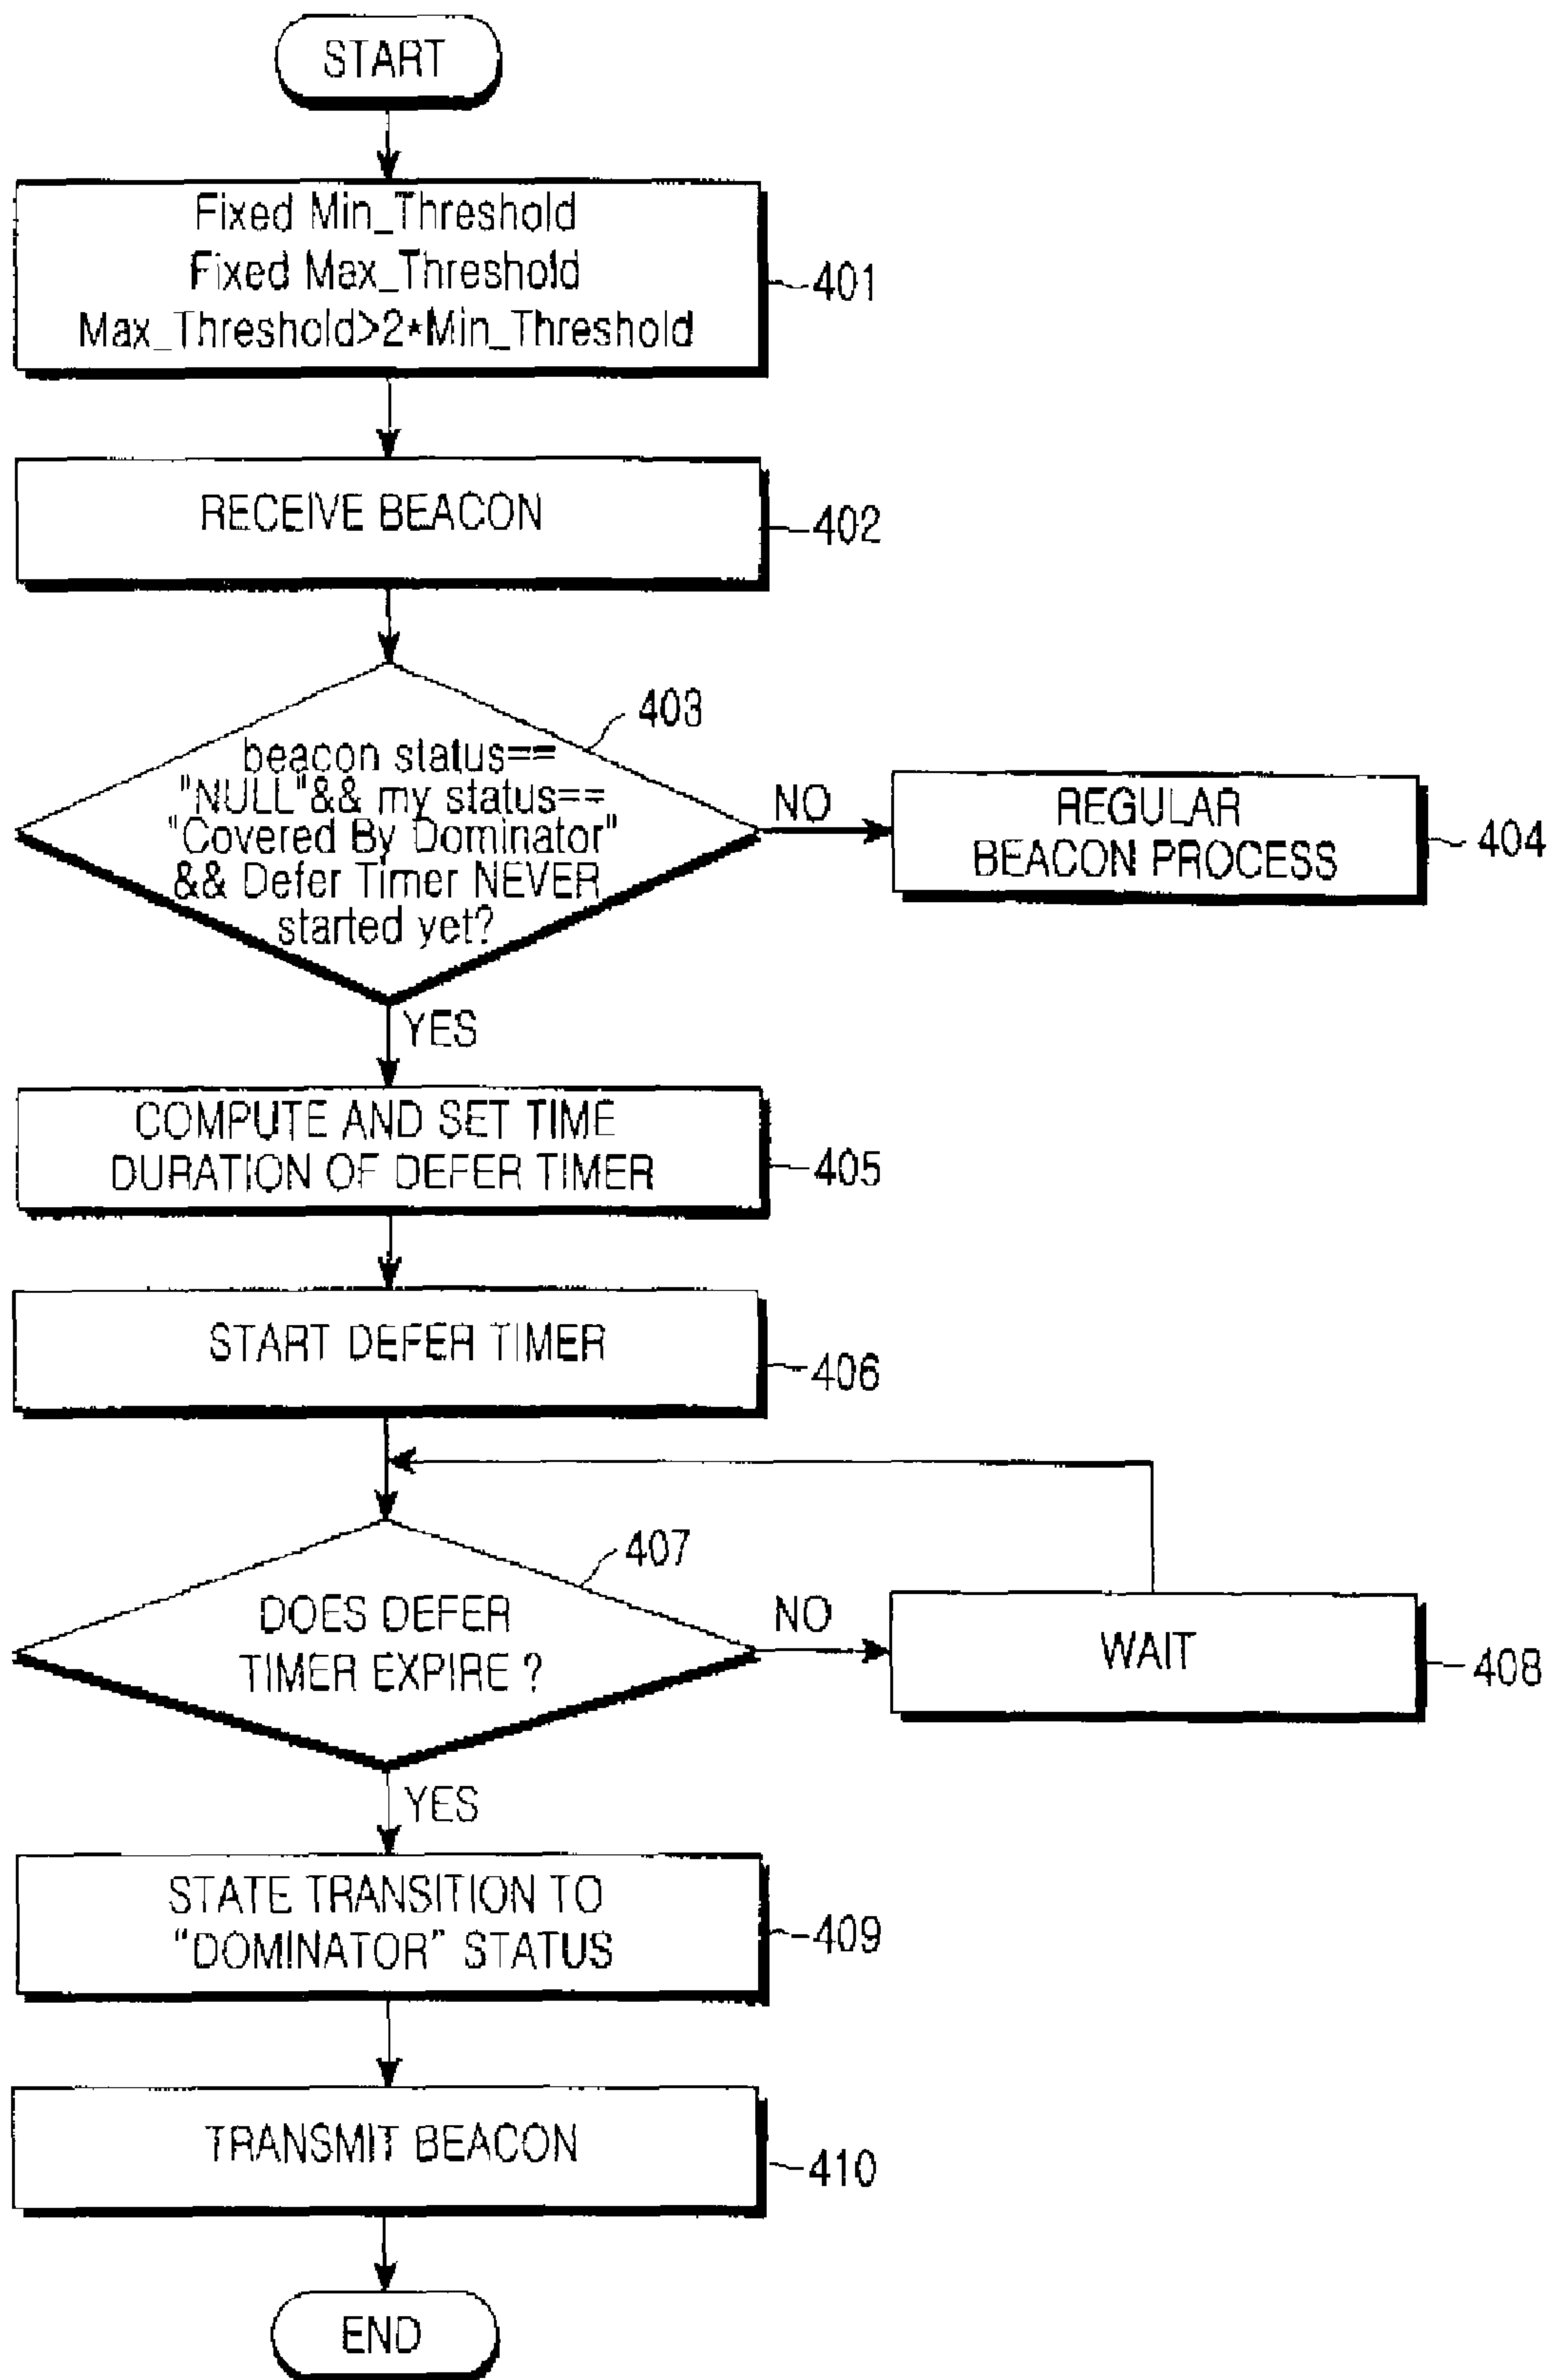 START
Fixed Min_Threshold
Fixed Max_Threshold
Max_Threshold>2*Min_Threshold
401
RECEIVE BEACON
402
403
beacon status==
"NULL"&& my status==
"Covered By Dominator"
&& Defer Timer NEVER
started yet?
NO
REGULAR
BEACON PROCESS
404
YES
COMPUTE AND SET TIME
DURATION OF DEFER TIMER
405
START DEFER TIMER
406
407
DOES DEFER
TIMER EXPIRE ?
NO
WAIT
408
YES
STATE TRANSITION TO
"DOMINATOR" STATUS
409
TRANSMIT BEACON
410
END